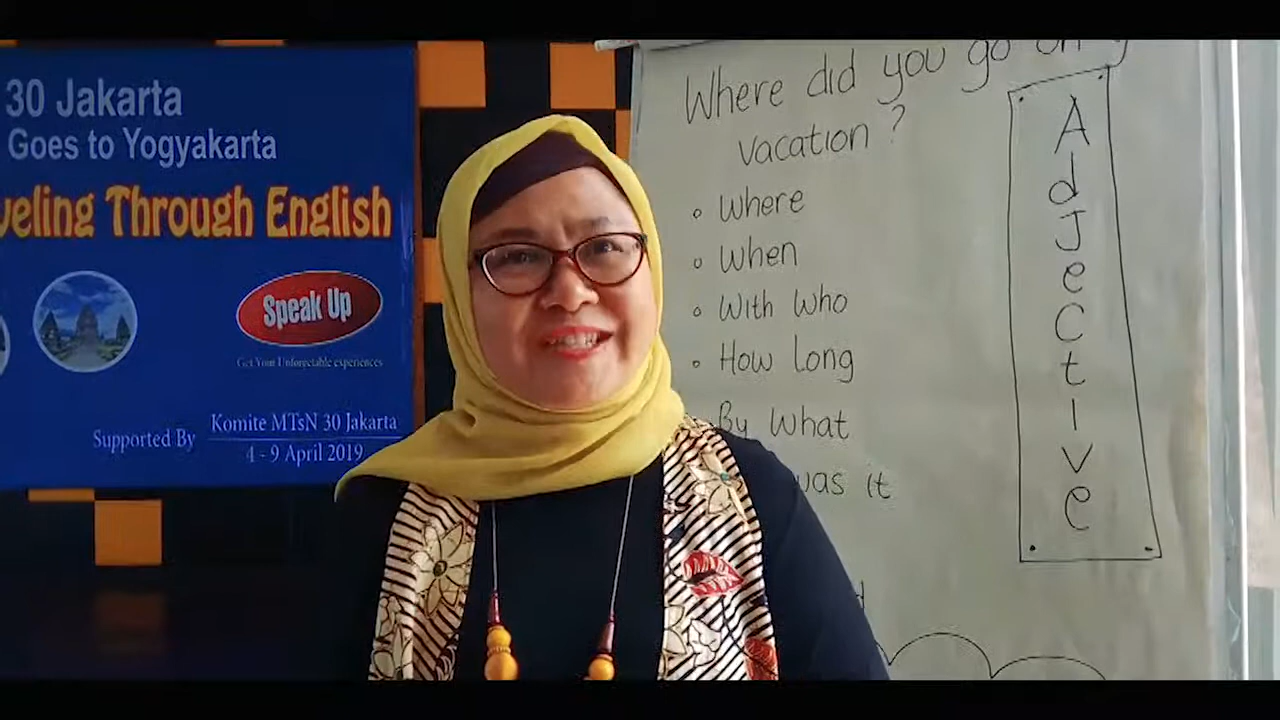 30 Jakarta
Goes to Yogyakarta
veling Through English
Speak Up
Get Your Unforgetable experiences
Supported By
Komite MTsN 30 Jakarta
4 - 9 April 2019
Where did you go on
vacation ?
• Where
• When
• With who
• How long
By what
was it
AdJectIve